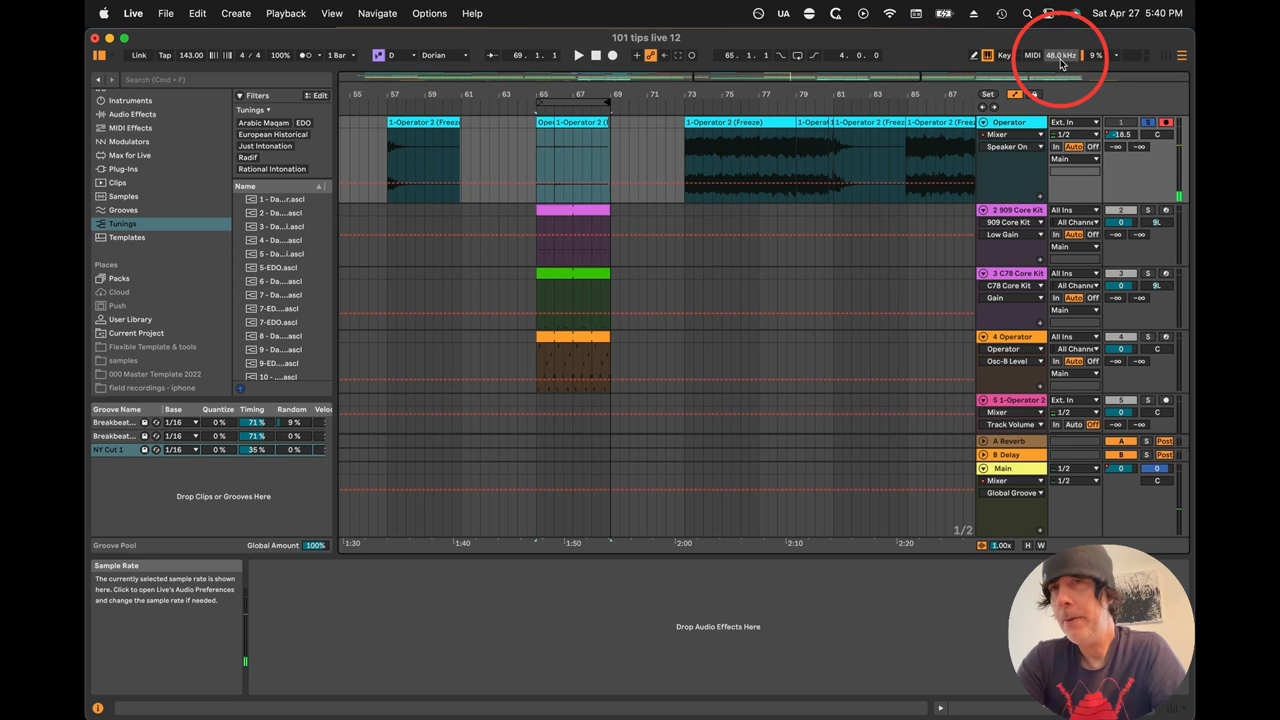 Live File Edit Create Playback View Navigate Options Help UA Sat Apr 27 5:40 PM
101 tips live 12
Link Tap 143.00 4 / 4 100% 1 Bar D Dorian 69. 1. 1 65. 1. 1 4. 0. 0 Key MIDI 48.0 kHz 9 %
Search (Cmd + F)
Instruments
Audio Effects
MIDI Effects
Modulators
Max for Live
Plug-Ins
Clips
Samples
Grooves
Tunings
Templates
Places
Packs
Cloud
Push
User Library
Current Project
Flexible Template & tools
samples
000 Master Template 2022
field recordings - iphone
Filters Edit
Tunings
Arabic Maqam EDO
European Historical
Just Intonation
Radif
Rational Intonation
Name
1 - Da...r.ascl
2 - Da...ascl
3 - Da...i.ascl
4 - Da...ascl
5 - Da...i.ascl
5-EDO.ascl
6 - Da...ascl
7 - Da...ascl
7-ED....ascl
7-EDO.ascl
8 - Da...ascl
9 - Da...ascl
9-ED....ascl
10 - ....ascl
55 57 59 61 63 65 67 69 71 73 75 77 79 81 83 85 87
1-Operator 2 (Freez Ope 1-Operator 2 (I 1-Operator 2 (Freeze) 1-Operat 1-Operator 2 (Freez 1-Operator 2 (Freez
1/2
1:30 1:40 1:50 2:00 2:10 2:20
Set
Operator Ext. In 1 S
Mixer 1/2 -18.5 C
Speaker On In Auto Off -∞ -∞
Main
2 909 Core Kit All Ins 2 S
909 Core Kit All Channe 0 9L
Low Gain In Auto Off -∞ -∞
Main
3 C78 Core Kit All Ins 3 S
C78 Core Kit All Channe 0 9L
Gain In Auto Off -∞ -∞
Main
4 Operator All Ins 4 S
Operator All Channe 0 C
Osc-B Level In Auto Off -∞ -∞
Main
5 1-Operator 2 Ext. In 5 S
Mixer 1/2 0 C
Track Volume In Auto Off -∞ -∞
A Reverb A S Post
B Delay B S Post
Main 1/2 0 0
Mixer 1/2 C
Global Groove
1.00x H W
Groove Name Base Quantize Timing Random Veloc
Breakbeat... 1/16 0 % 71 % 9 %
Breakbeat... 1/16 0 % 71 % 0 %
NY Cut 1 1/16 0 % 35 % 0 %
Drop Clips or Grooves Here
Groove Pool Global Amount 100%
Sample Rate
The currently selected sample rate is shown
here. Click to open Live's Audio Preferences
and change the sample rate if needed.
Drop Audio Effects Here